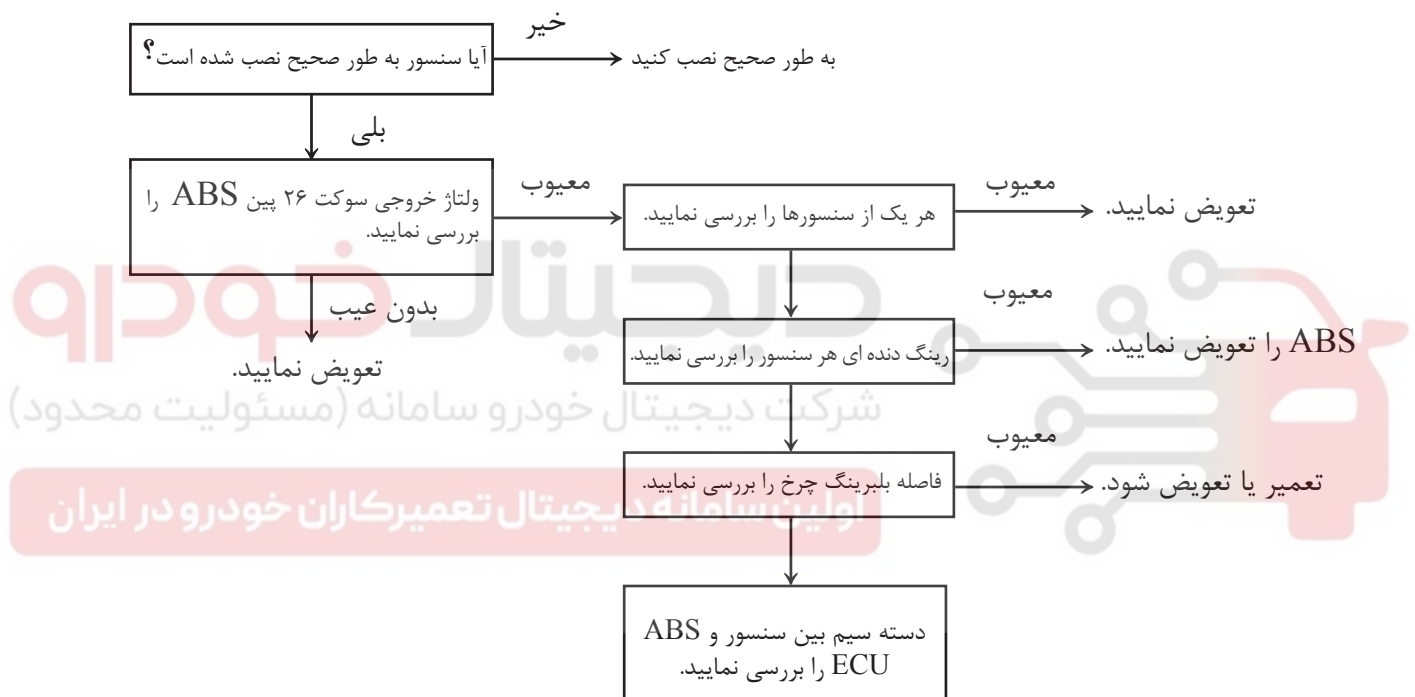 خیر
آیا سنسور به طور صحیح نصب شده است؟
به طور صحیح نصب کنید
بلی
ولتاژ خروجی سوکت ۲۶ پین ABS را
بررسی نمایید.
معیوب
هر یک از سنسورها را بررسی نمایید.
معیوب
تعویض نمایید.
بدون عیب
تعویض نمایید.
معیوب
رینگ دنده ای هر سنسور را بررسی نمایید.
ABS را تعویض نمایید.
معیوب
فاصله بلبرینگ چرخ را بررسی نمایید.
تعمیر یا تعویض شود.
دسته سیم بین سنسور و ABS
ECU را بررسی نمایید.
دیجیتال خودرو
شرکت دیجیتال خودرو سامانه (مسئولیت محدود)
اولین سامانه دیجیتال تعمیرکاران خودرو در ایران